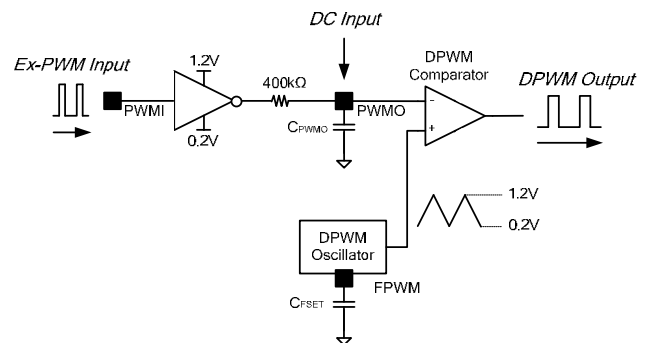 DC Input
Ex-PWM Input
1.2V
400kΩ
DPWM
Comparator
DPWM Output
PWMI
PWMO
-
+
0.2V
CPWMO
1.2V
0.2V
DPWM
Oscillator
FPWM
CFSET